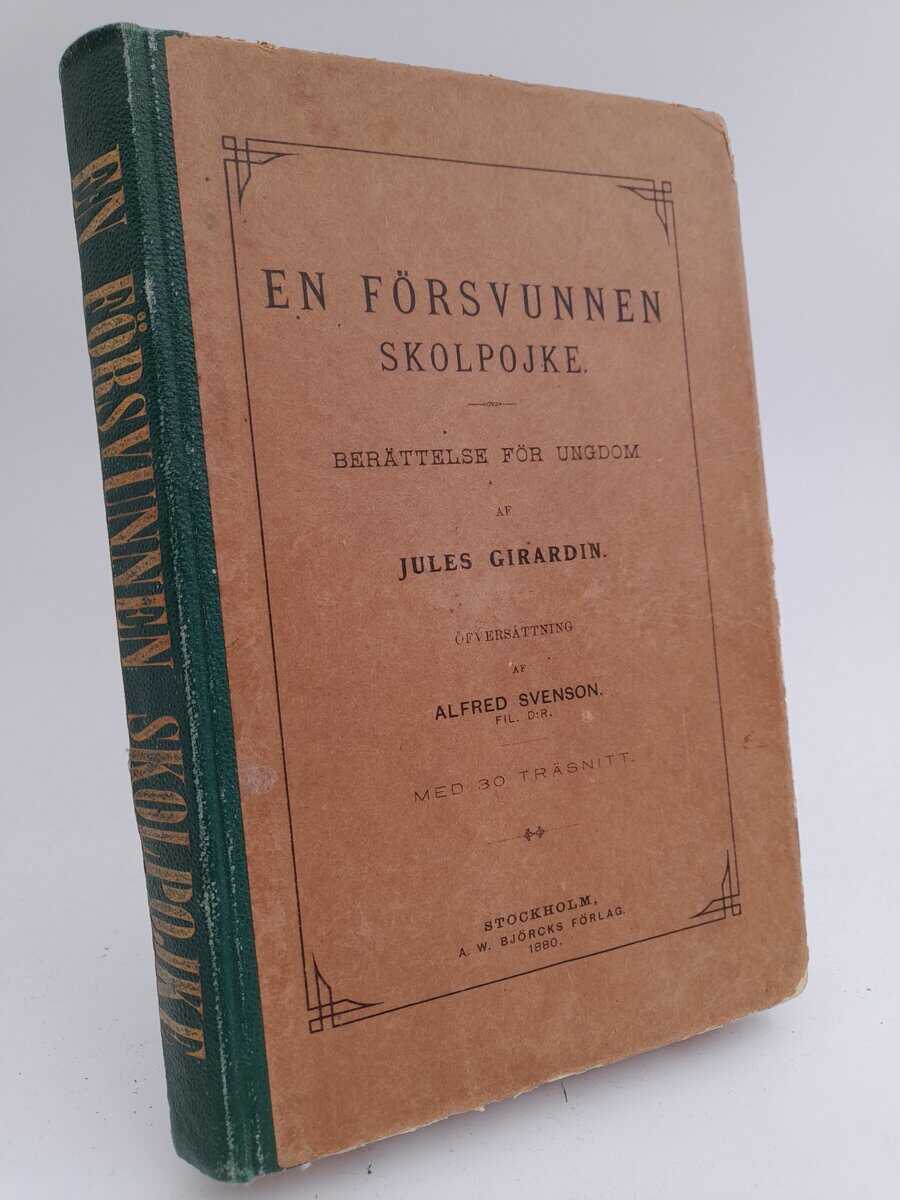 EN FÖRSVUNNEN SKOLPOJKE
EN FÖRSVUNNEN
SKOLPOJKE.
BERÄTTELSE FÖR UNGDOM
AF
JULES GIRARDIN.
ÖFVERSÄTTNING
AF
ALFRED SVENSON.
FIL. D:R.
MED 30 TRÄSNITT.
STOCKHOLM,
A. W. BJÖRCKS FÖRLAG.
1880.